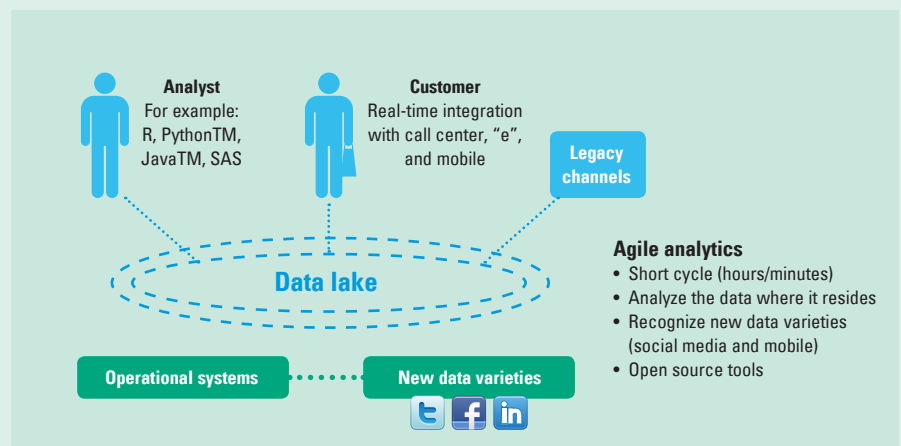 Analyst
For example:
R, PythonTM,
JavaTM, SAS
Customer
Real-time integration
with call center, “e”,
and mobile
Legacy
channels
Data lake
Agile analytics
• Short cycle (hours/minutes)
• Analyze the data where it resides
• Recognize new data varieties
(social media and mobile)
• Open source tools
Operational systems
New data varieties
t f in